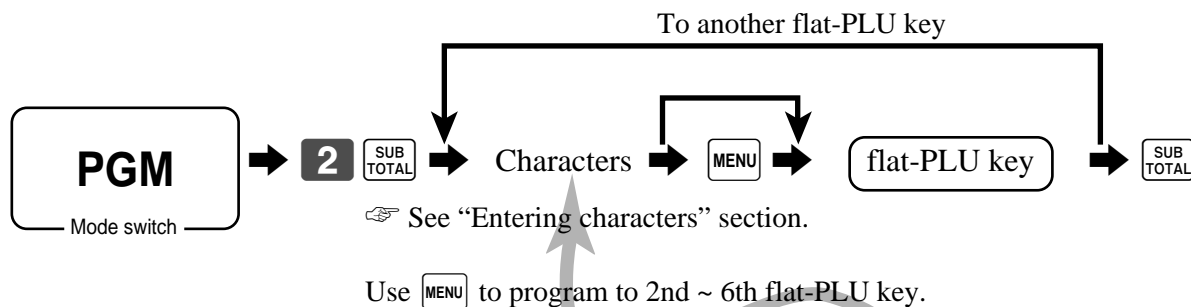 To another flat-PLU key
PGM
Mode switch
2
SUB TOTAL
Characters
MENU
flat-PLU key
SUB TOTAL
☞ See “Entering characters” section.
Use MENU to program to 2nd ~ 6th flat-PLU key.